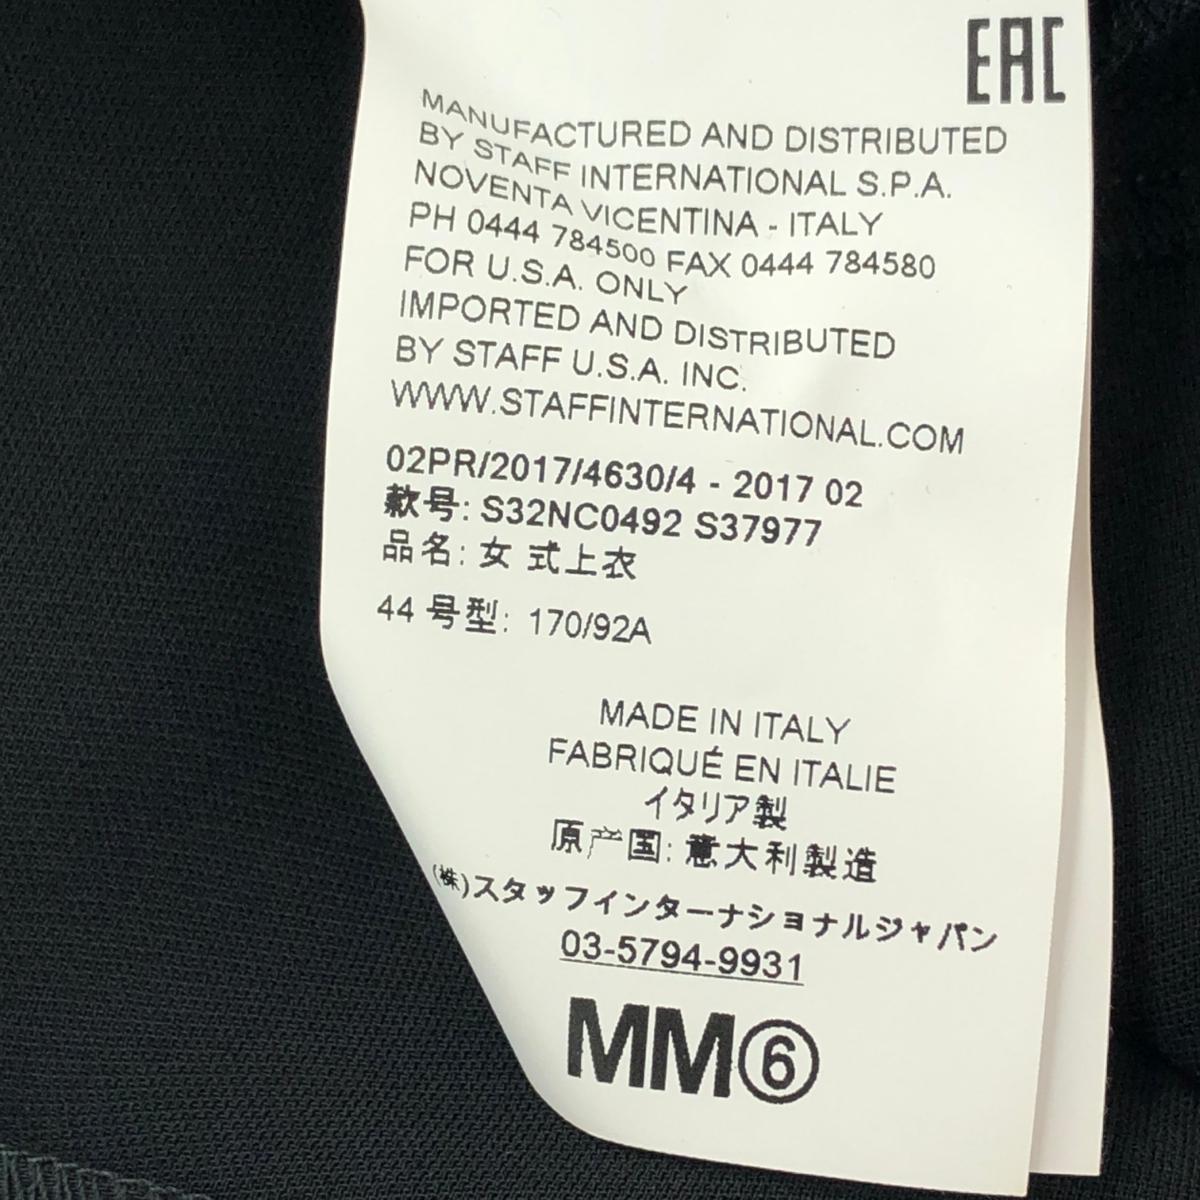 EAC
MANUFACTURED AND DISTRIBUTED
BY STAFF INTERNATIONAL S.P.A.
NOVENTA VICENTINA - ITALY
PH 0444 784500 FAX 0444 784580
FOR U.S.A. ONLY
IMPORTED AND DISTRIBUTED
BY STAFF U.S.A. INC.
WWW.STAFFINTERNATIONAL.COM
02PR/2017/4630/4 - 2017 02
款号: S32NC0492 S37977
品名: 女 式上衣
44 号型: 170/92A
MADE IN ITALY
FABRIQUÉ EN ITALIE
イタリア製
原产国: 意大利製造
(株)スタッフインターナショナルジャパン
03-5794-9931
MM⑥